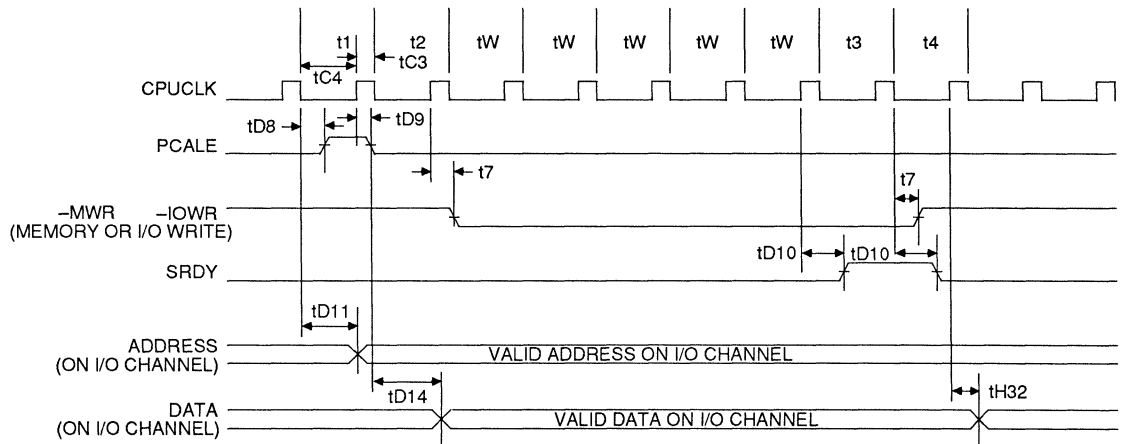 t1 t2 tW tW tW tW tW t3 t4
tC4 tC3
CPUCLK
tD8 tD9
PCALE
t7
t7
–MWR –IOWR
(MEMORY OR I/O WRITE)
tD10 tD10
SRDY
tD11
ADDRESS
(ON I/O CHANNEL)
VALID ADDRESS ON I/O CHANNEL
tD14 tH32
DATA
(ON I/O CHANNEL)
VALID DATA ON I/O CHANNEL